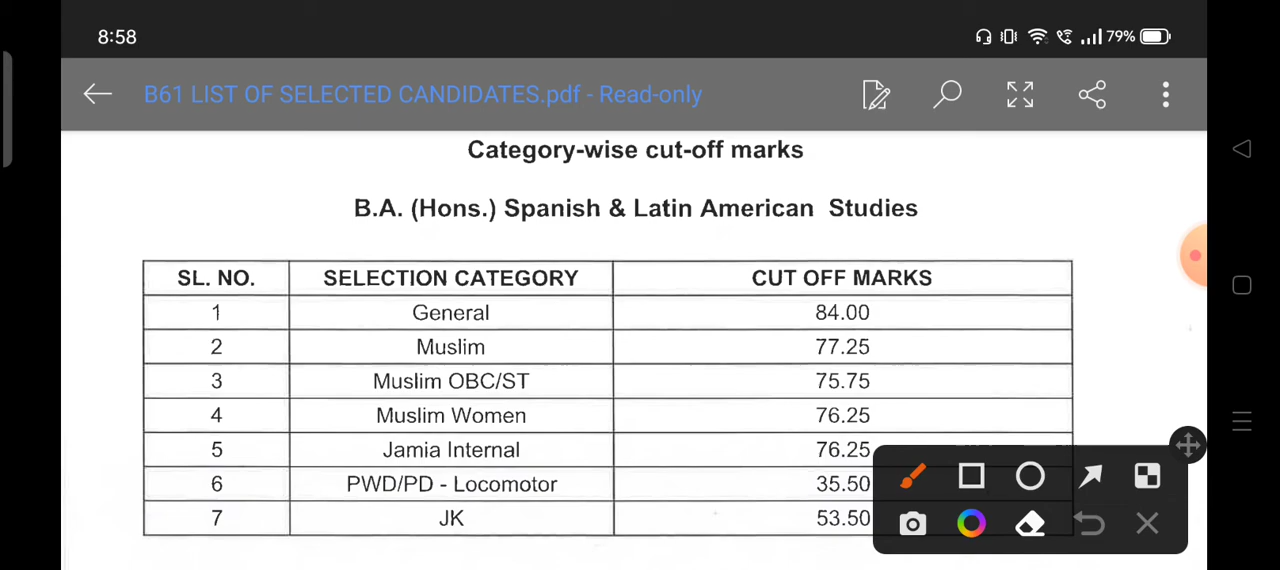 8:58
79%
B61 LIST OF SELECTED CANDIDATES.pdf - Read-only
Category-wise cut-off marks
B.A. (Hons.) Spanish & Latin American Studies
SL. NO. SELECTION CATEGORY CUT OFF MARKS
1 General 84.00
2 Muslim 77.25
3 Muslim OBC/ST 75.75
4 Muslim Women 76.25
5 Jamia Internal 76.25
6 PWD/PD - Locomotor 35.50
7 JK 53.50